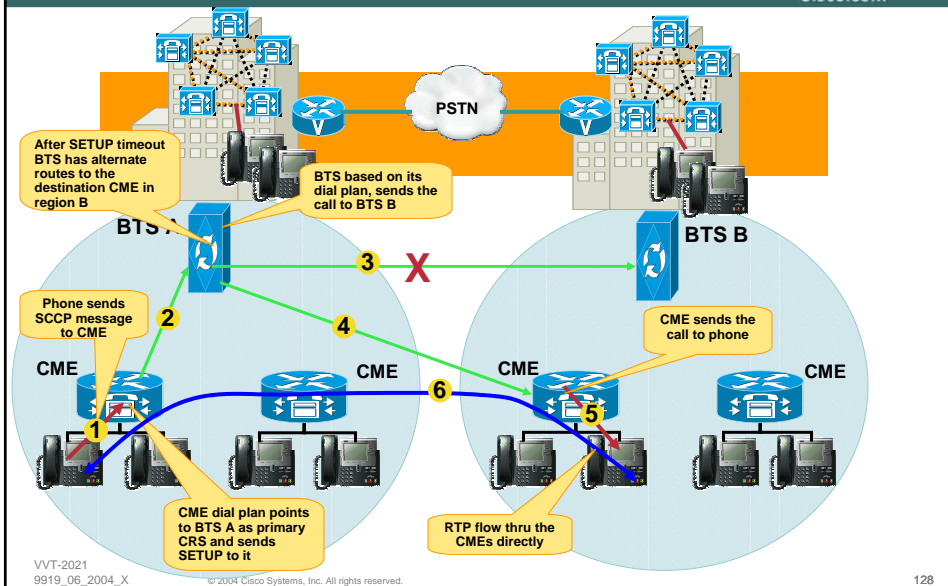 PSTN
V
V
After SETUP timeout
BTS has alternate
routes to the
destination CME in
region B
BTS based on its
dial plan, sends the
call to BTS B
BTS A
BTS B
3
X
Phone sends
SCCP message
to CME
2
4
CME sends the
call to phone
CME
CME
6
CME
CME
1
5
CME dial plan points
to BTS A as primary
CRS and sends
SETUP to it
RTP flow thru the
CMEs directly
VVT-2021
9919_06_2004_X
© 2004 Cisco Systems, Inc. All rights reserved.
128